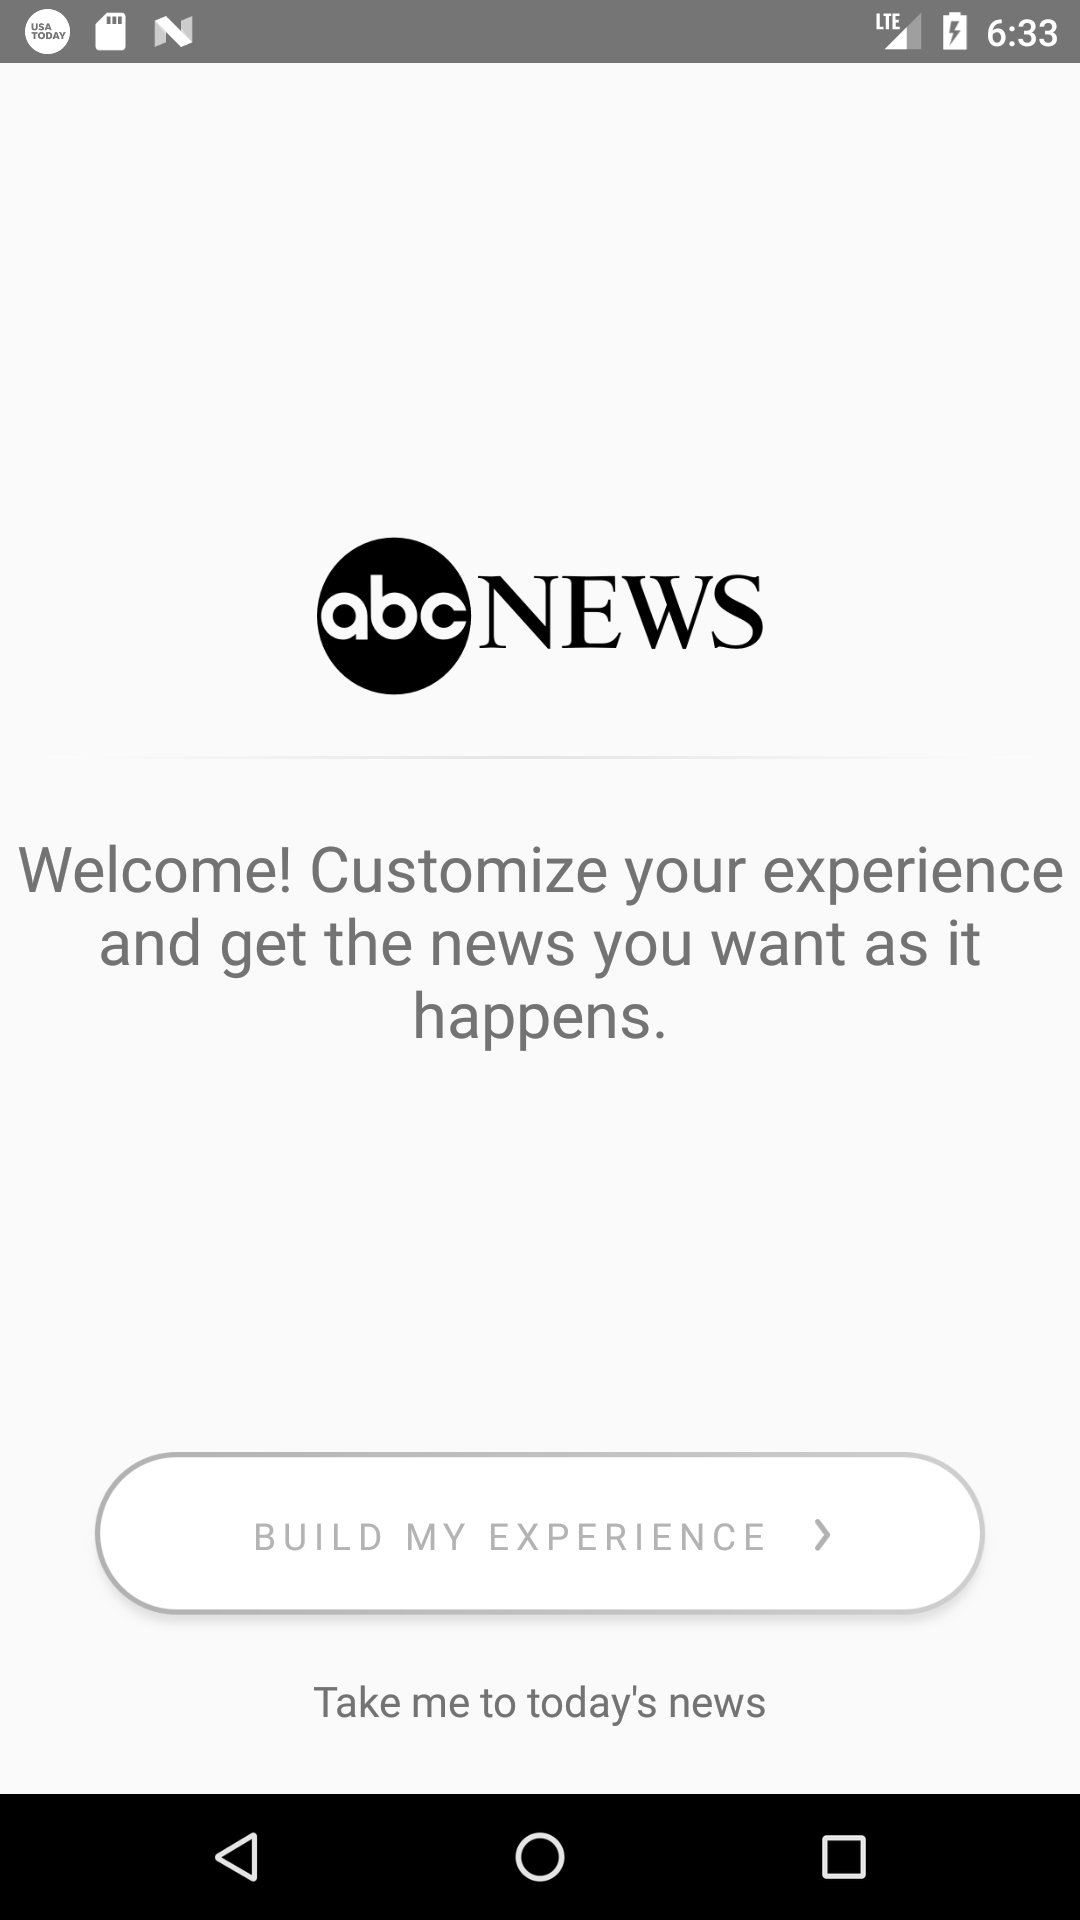 USA
TODAY
LTE
6:33
abc NEWS
Welcome! Customize your experience
and get the news you want as it
happens.
BUILD MY EXPERIENCE
Take me to today's news